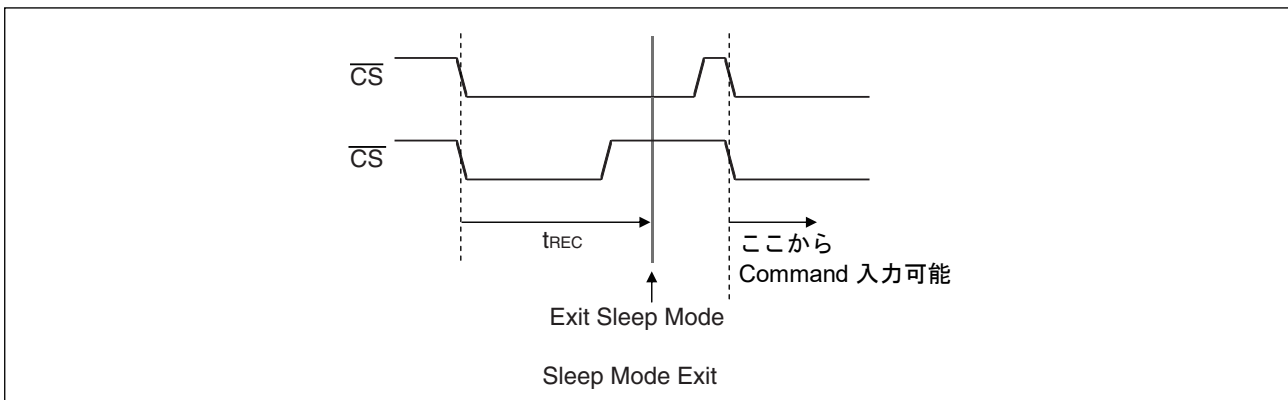 CS
CS
tREC
ここから
Command 入力可能
Exit Sleep Mode
Sleep Mode Exit